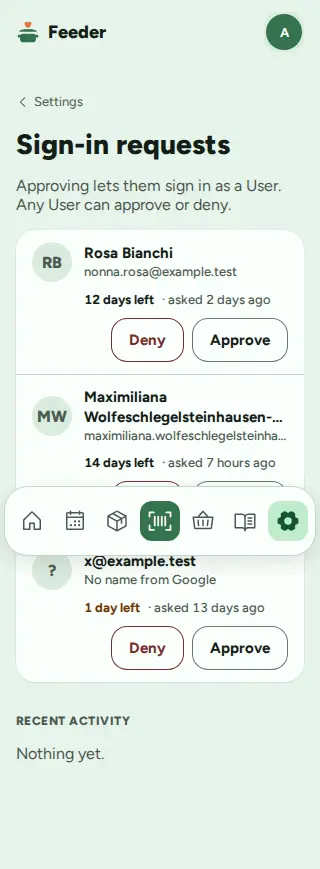 Feeder
A
Settings
Sign-in requests
Approving lets them sign in as a User.
Any User can approve or deny.
RB
Rosa Bianchi
nonna.rosa@example.test
12 days left · asked 2 days ago
Deny
Approve
MW
Maximiliana
Wolfeschlegelsteinhausen-…
maximiliana.wolfeschlegelsteinha…
14 days left · asked 7 hours ago
?
x@example.test
No name from Google
1 day left · asked 13 days ago
Deny
Approve
RECENT ACTIVITY
Nothing yet.